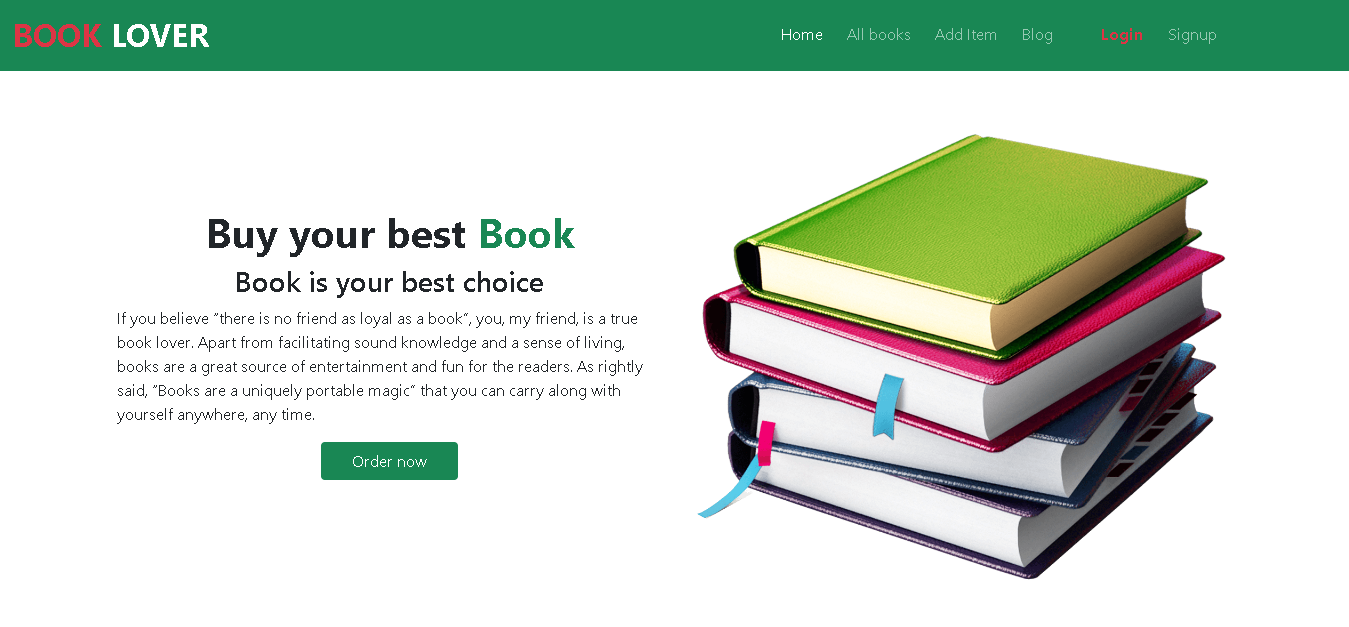 BOOK LOVER
Home All books Add Item Blog LogIn Signup
Buy your best Book
Book is your best choice
If you believe "there is no friend as loyal as a book", you, my friend, is a true
book lover. Apart from facilitating sound knowledge and a sense of living,
books are a great source of entertainment and fun for the readers. As rightly
said, "Books are a uniquely portable magic" that you can carry along with
yourself anywhere, any time.
Order now